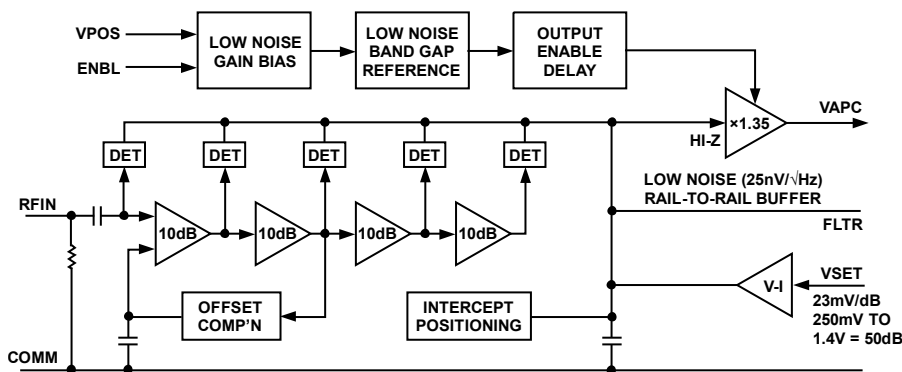 VPOS
ENBL
LOW NOISE
GAIN BIAS
LOW NOISE
BAND GAP
REFERENCE
OUTPUT
ENABLE
DELAY
×1.35
HI-Z
VAPC
DET
DET
DET
DET
DET
LOW NOISE (25nV/√Hz)
RAIL-TO-RAIL BUFFER
FLTR
RFIN
10dB
10dB
10dB
10dB
OFFSET
COMP'N
INTERCEPT
POSITIONING
V-I
VSET
23mV/dB
250mV TO
1.4V = 50dB
COMM